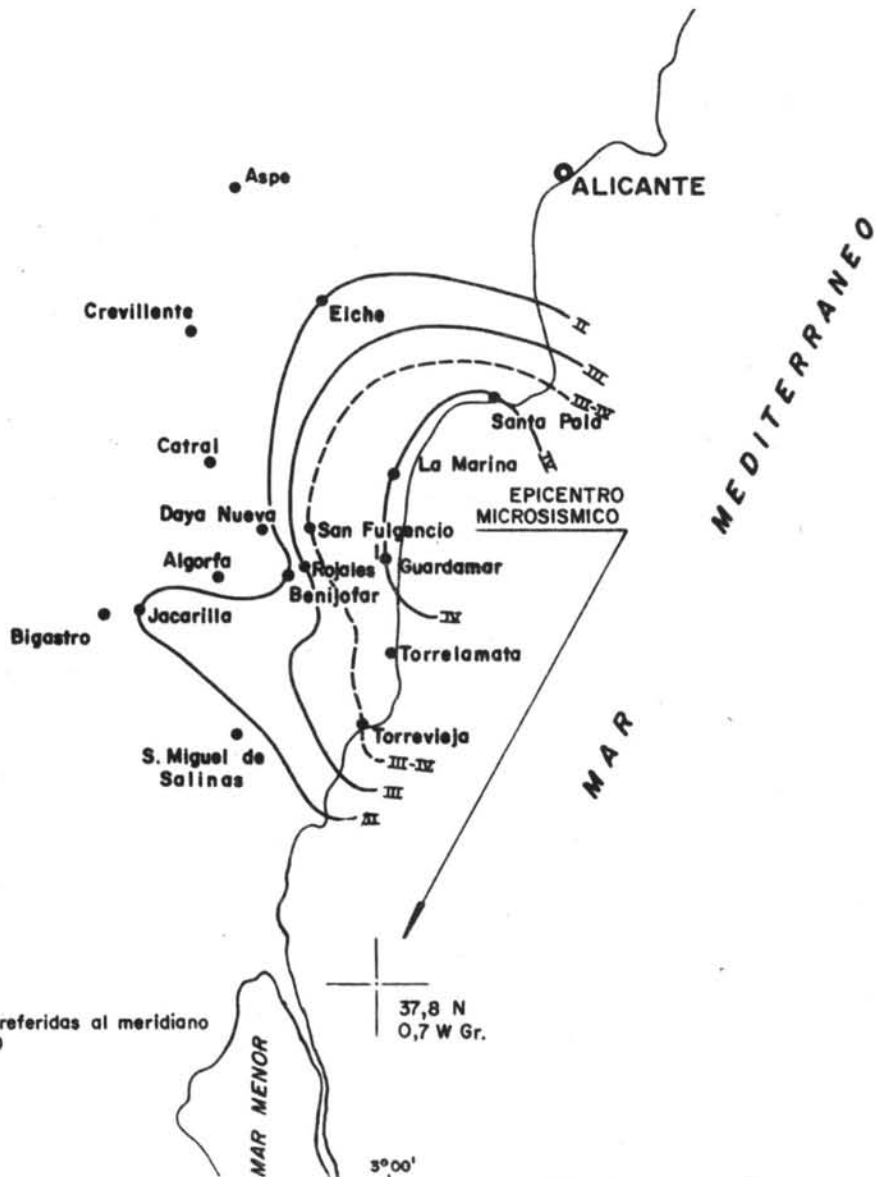 Aspe
ALICANTE
Crevillente
Elche
II
III
III-IV
Santa Pola
IV
Catral
La Marina
EPICENTRO
MICROSISMICO
Daya Nueva
San Fulgencio
Algorfa
Rojales
Guardamar
Benijofar
Jacarilla
Bigastro
IV
Torrelamata
Torrevieja
S. Miguel de
Salinas
III-IV
III
II
MAR MEDITERRANEO
37,8 N
0,7 W Gr.
referidas al meridiano
MAR MENOR
3º00'